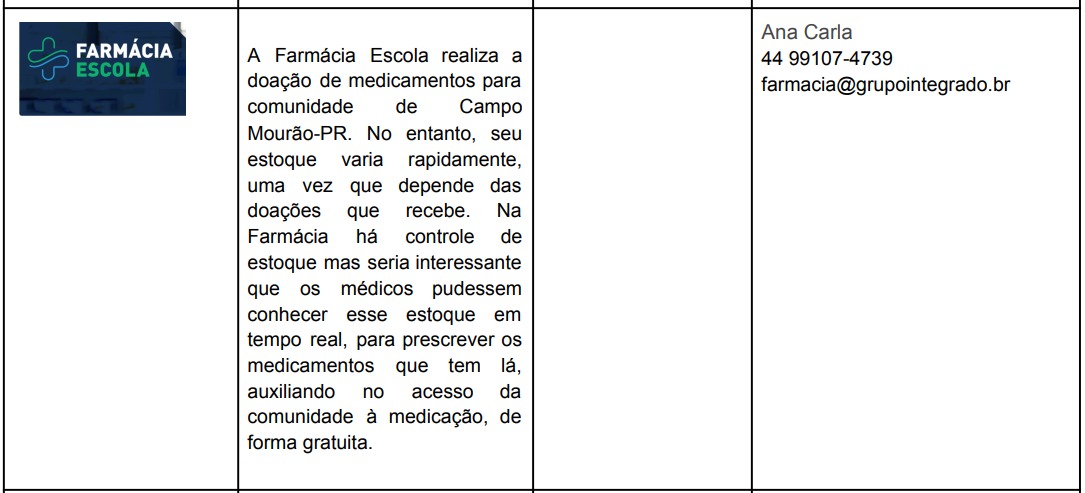 FARMÁCIA
ESCOLA
A Farmácia Escola realiza a
doação de medicamentos para
comunidade de Campo
Mourão-PR. No entanto, seu
estoque varia rapidamente,
uma vez que depende das
doações que recebe. Na
Farmácia há controle de
estoque mas seria interessante
que os médicos pudessem
conhecer esse estoque em
tempo real, para prescrever os
medicamentos que tem lá,
auxiliando no acesso da
comunidade à medicação, de
forma gratuita.
Ana Carla
44 99107-4739
farmacia@grupointegrado.br